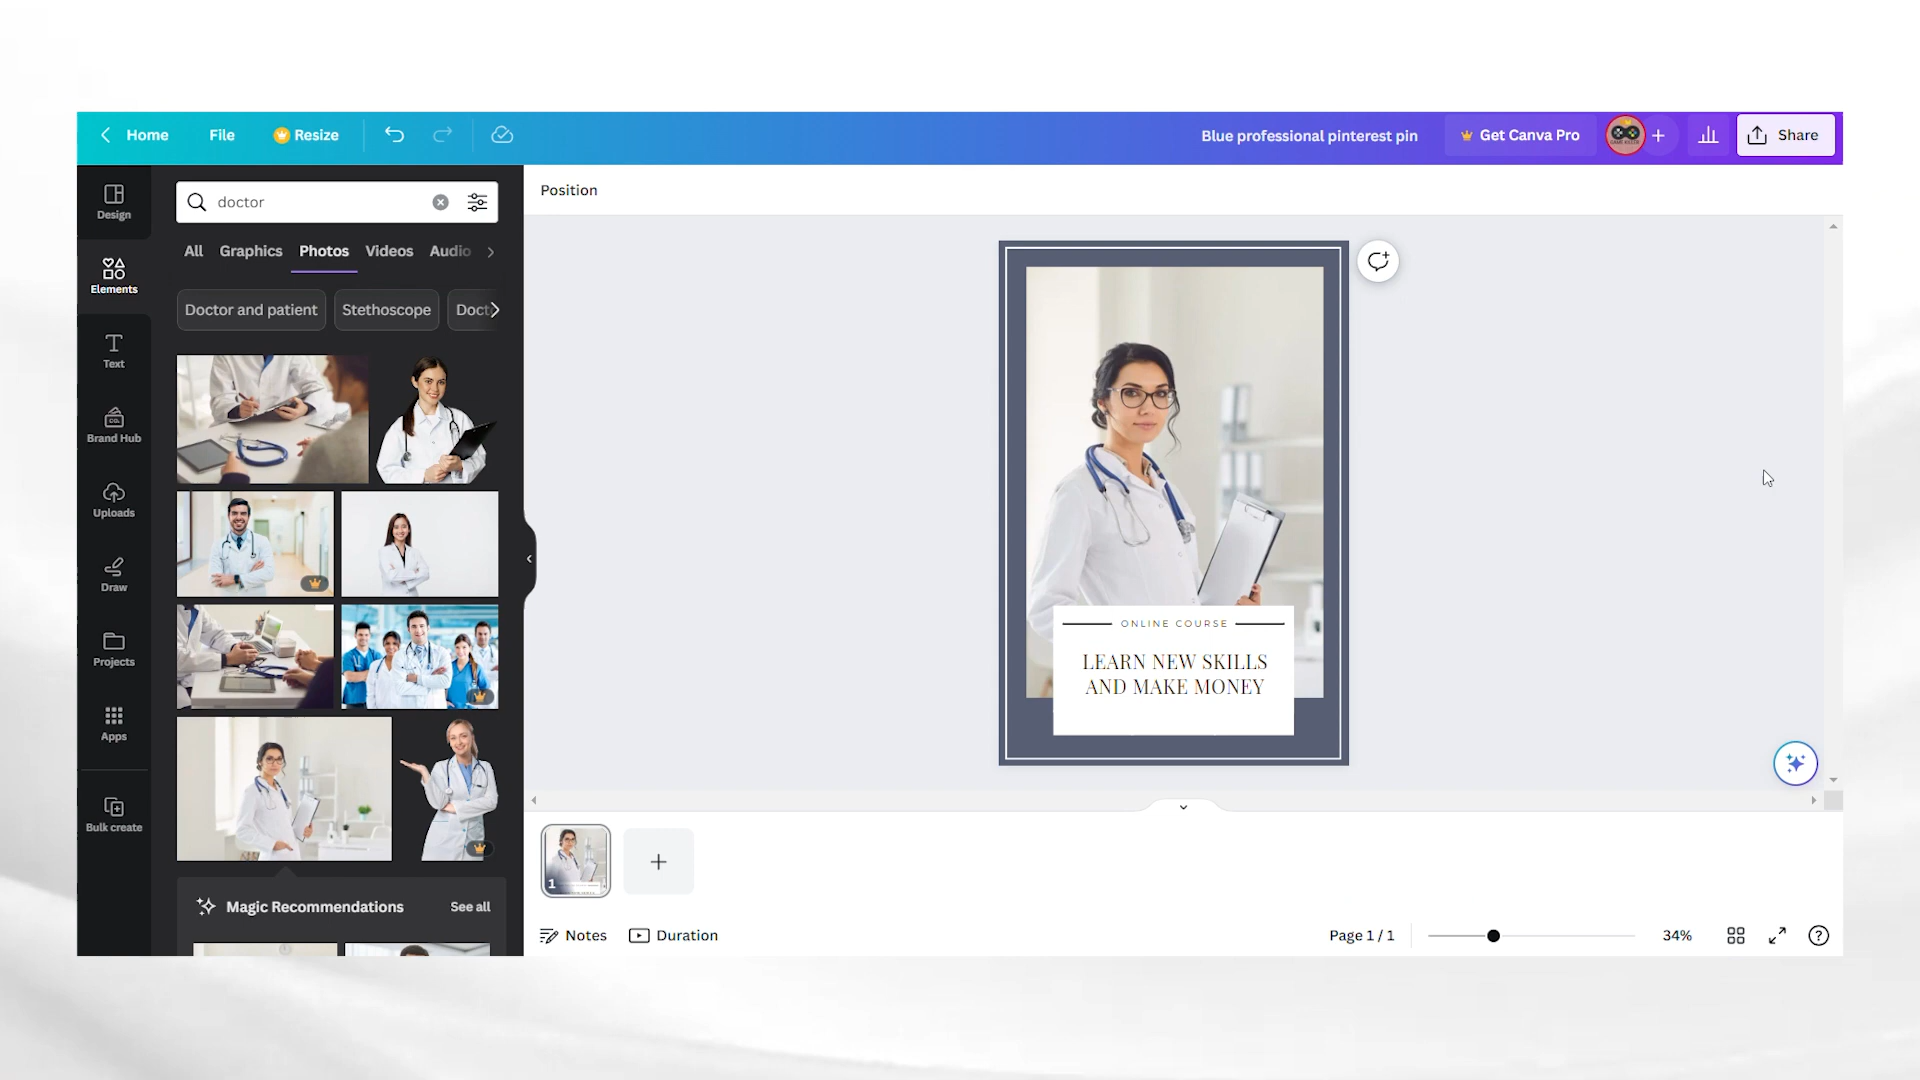 Home
File
Resize
Blue professional pinterest pin
Get Canva Pro
Share
Design
Elements
Text
Brand Hub
Uploads
Draw
Projects
Apps
Bulk create
doctor
All
Graphics
Photos
Videos
Audio
Doctor and patient
Stethoscope
Doct
Magic Recommendations
See all
Position
ONLINE COURSE
LEARN NEW SKILLS
AND MAKE MONEY
1
Notes
Duration
Page 1 / 1
34%